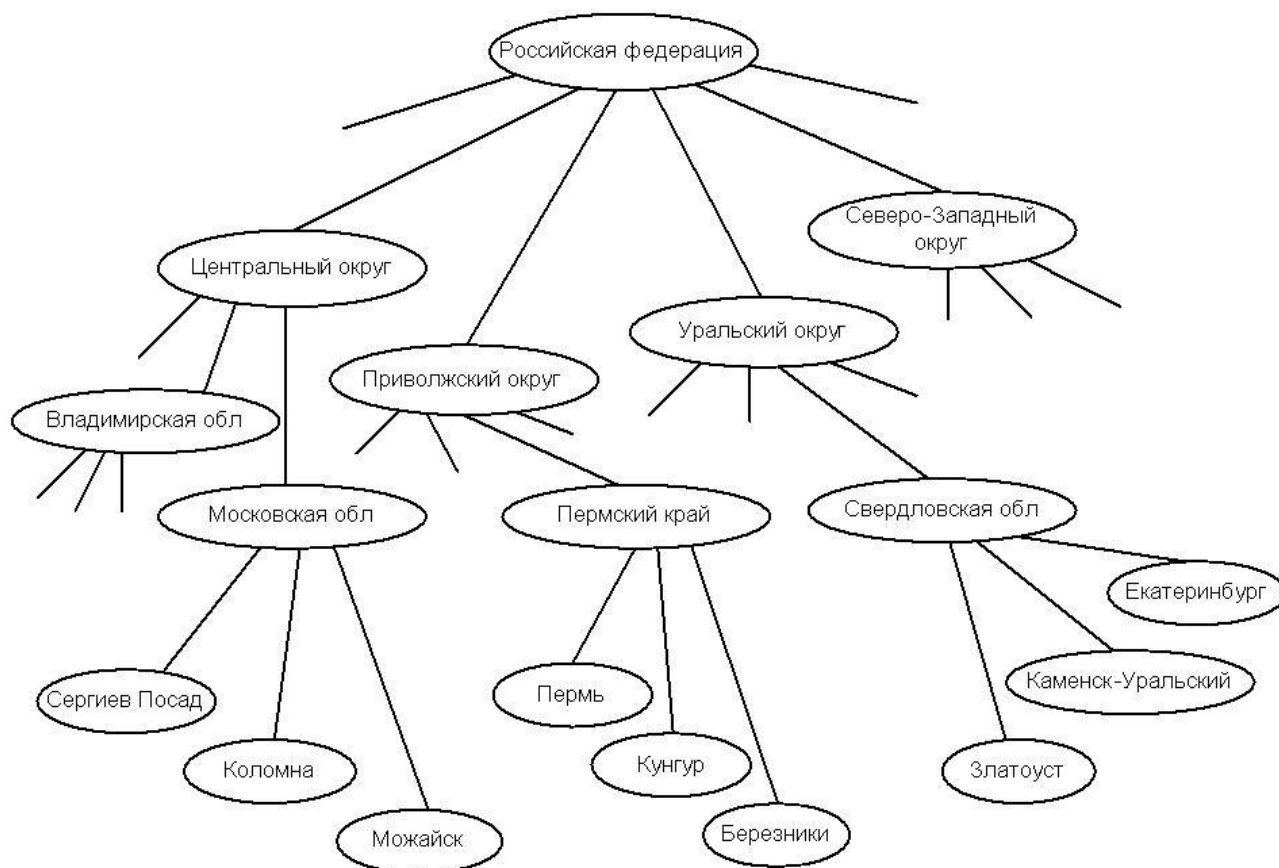 Российская федерация
Северо-Западный
округ
Центральный округ
Уральский округ
Приволжский округ
Владимирская обл
Московская обл
Пермский край
Свердловская обл
Екатеринбург
Каменск-Уральский
Сергиев Посад
Пермь
Коломна
Кунгур
Златоуст
Можайск
Березники